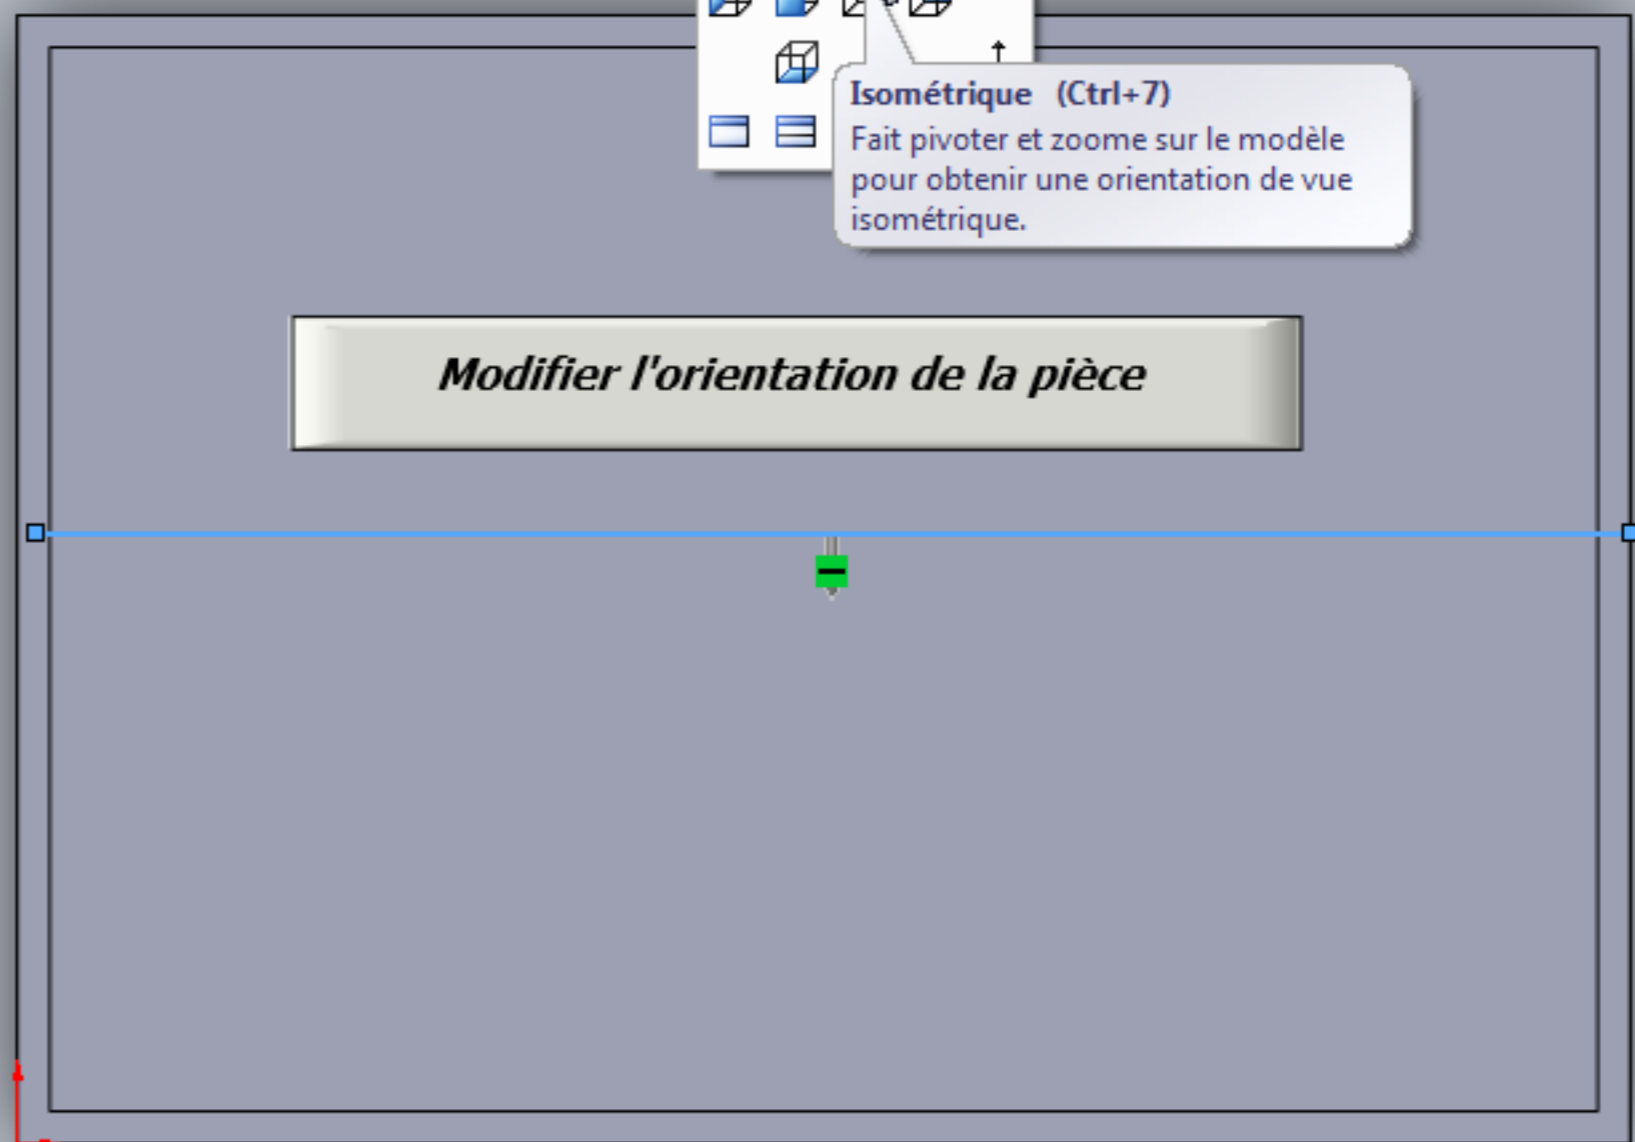 Isométrique (Ctrl+7)
Fait pivoter et zoome sur le modèle
pour obtenir une orientation de vue
isométrique.
Modifier l'orientation de la pièce